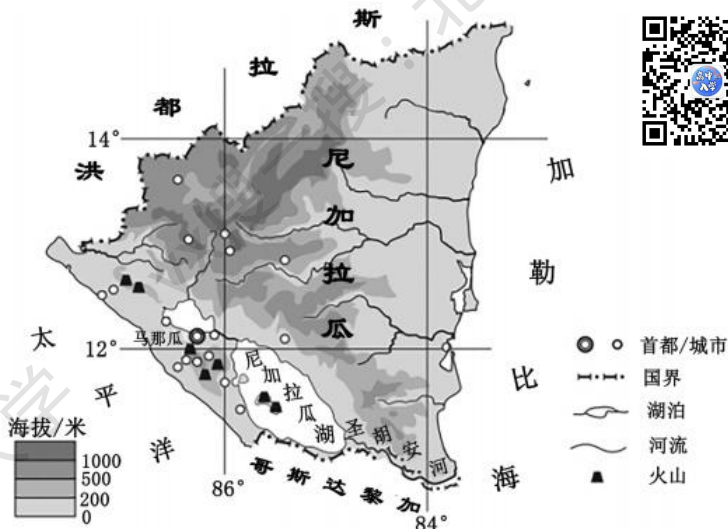 洪都拉斯
14°
尼加拉瓜
加勒比海
马那瓜
12°
太平洋
尼加拉瓜湖
圣胡安河
哥斯达黎加
86°
84°
海拔/米
1000
500
200
0
首都/城市
国界
湖泊
河流
火山